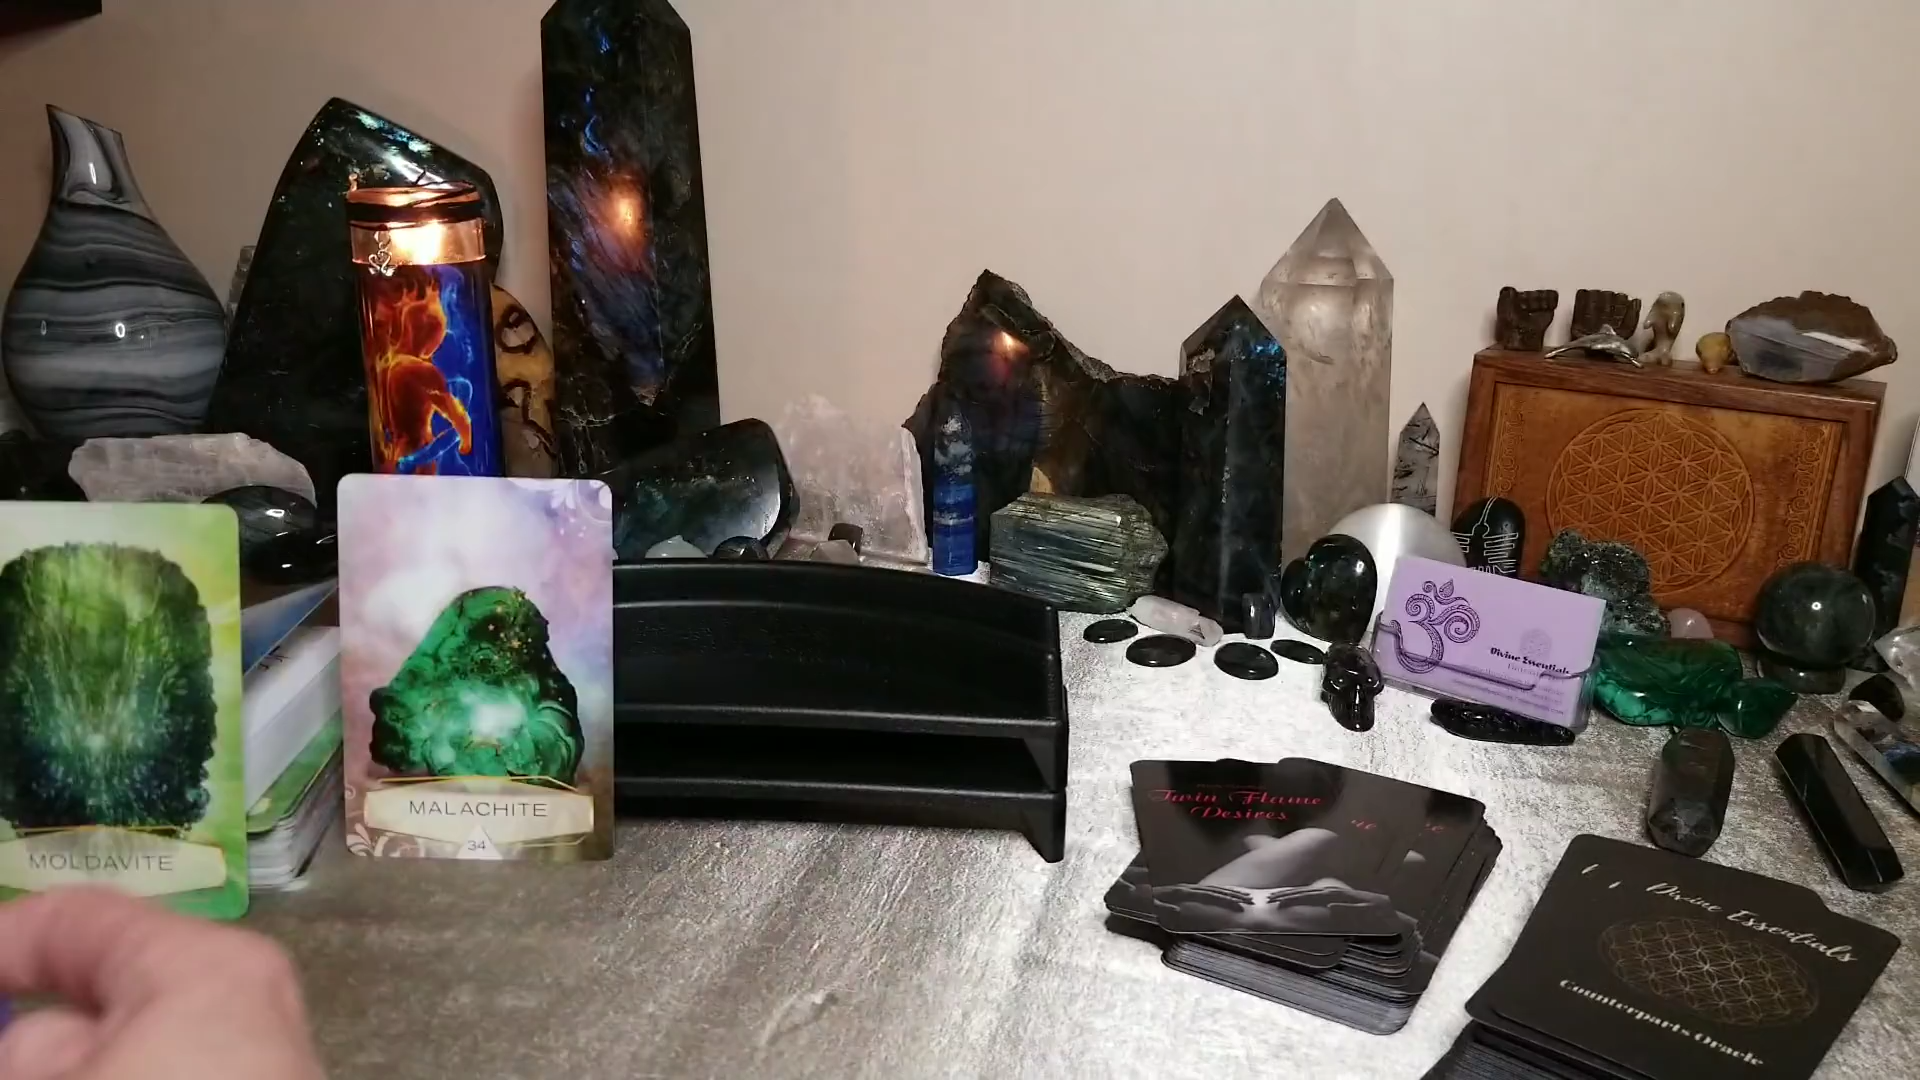 MOLDAVITE
MALACHITE
34
Divine Essentials
Twin Flame
Desires
Divine Essentials
Counterparts Oracle